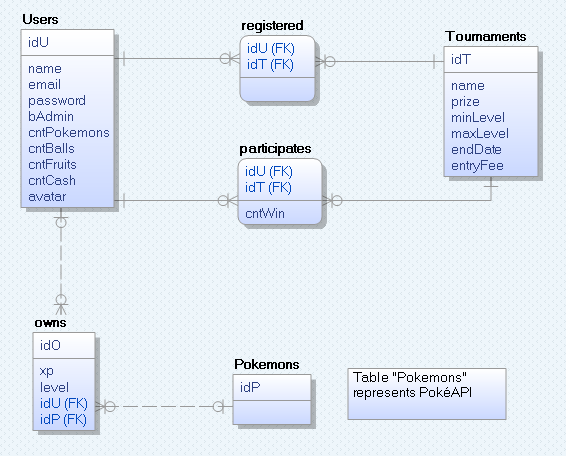 Users
idU
name
email
password
bAdmin
cntPokemons
cntBalls
cntFruits
cntCash
avatar
registered
idU (FK)
idT (FK)
Tournaments
idT
name
prize
minLevel
maxLevel
endDate
entryFee
participates
idU (FK)
idT (FK)
cntWin
owns
idO
xp
level
idU (FK)
idP (FK)
Pokemons
idP
Table "Pokemons"
represents PokéAPI